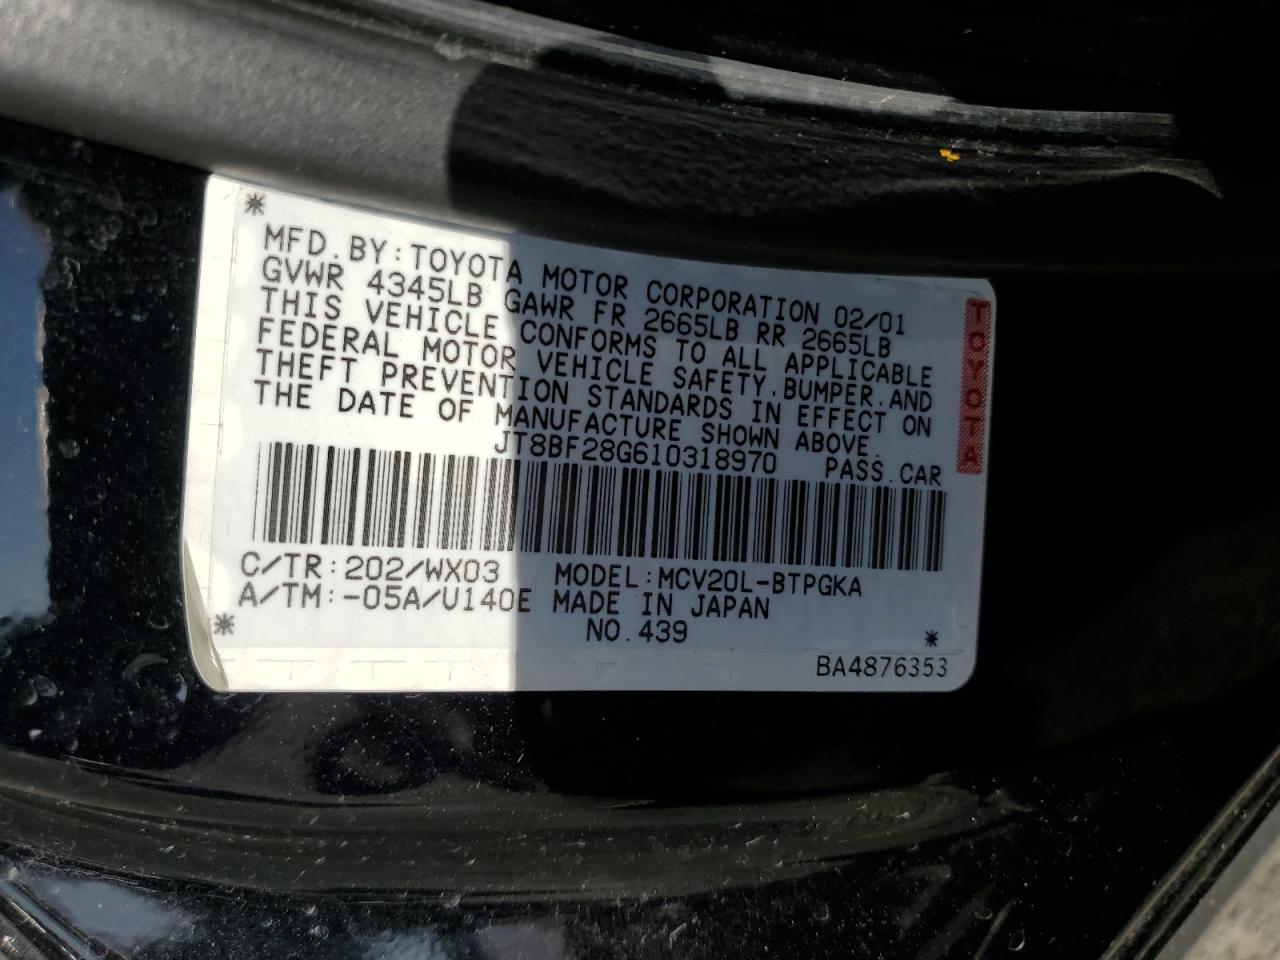 MFD. BY: TOYOTA MOTOR CORPORATION 02/01
GVWR 4345LB GAWR FR 2665LB RR 2665LB
THIS VEHICLE CONFORMS TO ALL APPLICABLE
FEDERAL MOTOR VEHICLE SAFETY, BUMPER, AND
THEFT PREVENTION STANDARDS IN EFFECT ON
THE DATE OF MANUFACTURE SHOWN ABOVE.
JT8BF28G610318970 PASS. CAR
C/TR: 202/WX03 MODEL: MCV20L-BTPGKA
A/TM: -05A/U140E MADE IN JAPAN
NO. 439
BA4876353
TOYOTA